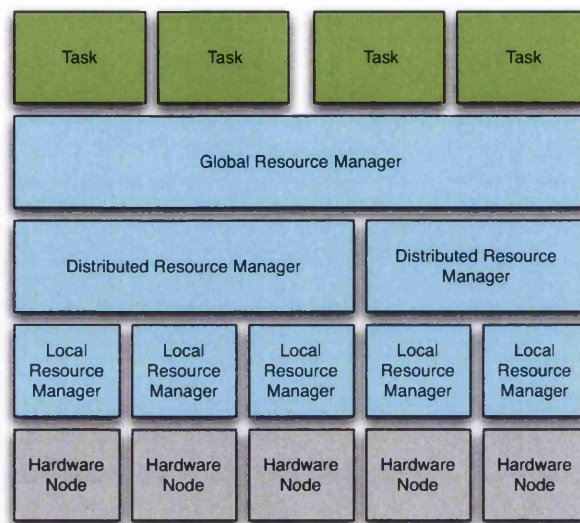 Task
Task
Task
Task
Global Resource Manager
Distributed Resource Manager
Distributed Resource
Manager
Local
Resource
Manager
Local
Resource
Manager
Local
Resource
Manager
Local
Resource
Manager
Local
Resource
Manager
Hardware
Node
Hardware
Node
Hardware
Node
Hardware
Node
Hardware
Node